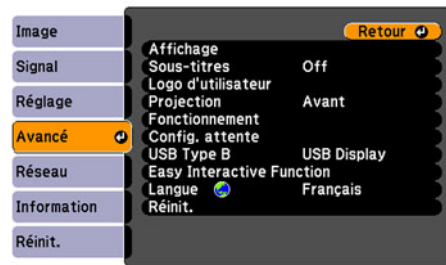 Image
Signal
Réglage
Avancé
Réseau
Information
Réinit.
Retour
Affichage
Sous-titres Off
Logo d'utilisateur
Projection Avant
Fonctionnement
Config. attente
USB Type B USB Display
Easy Interactive Function
Langue Français
Réinit.